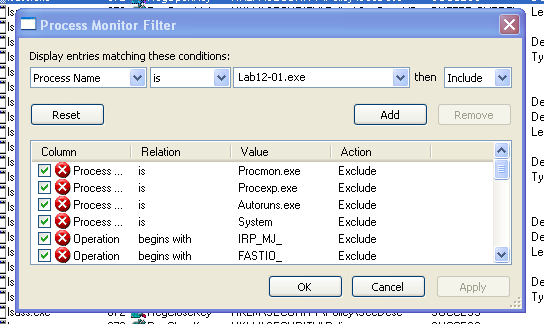 Process Monitor Filter
Display entries matching these conditions:
Process Name is Lab12-01.exe then Include
Reset Add Remove
Column Relation Value Action
Process ... is Procmon.exe Exclude
Process ... is Procexp.exe Exclude
Process ... is Autoruns.exe Exclude
Process ... is System Exclude
Operation begins with IRP_MJ_ Exclude
Operation begins with FASTIO_ Exclude
OK Cancel Apply